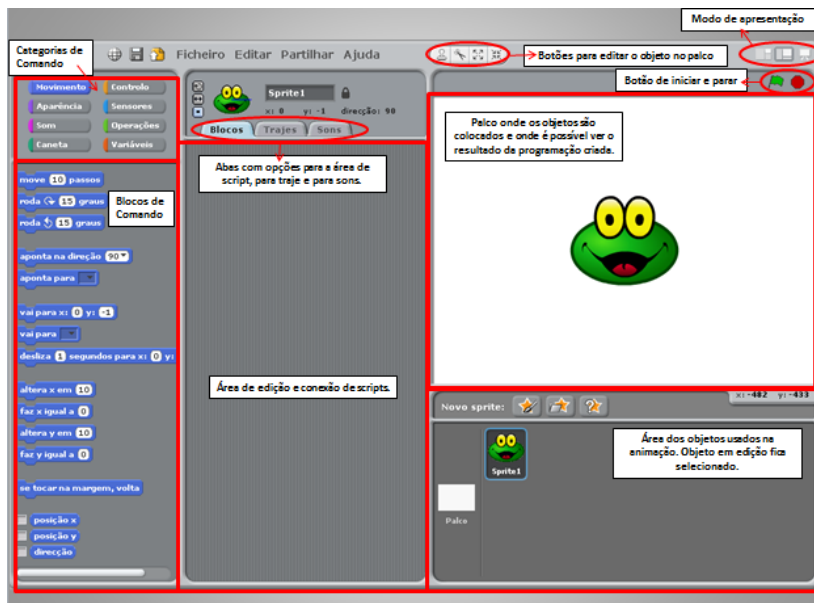 Modo de apresentação
Categorias de
Comando
Ficheiro Editar Partilhar Ajuda
Botões para editar o objeto no palco
Botão de iniciar e parar
Movimento Controlo
Aparência Sensores
Som Operações
Caneta Variáveis
Sprite1
x: 0 y: -1 direcção: 90
Blocos Trajes Sons
Abas com opções para a área de
script, para traje e para sons.
Palco onde os objetos são
colocados e onde é possível ver o
resultado da programação criada.
move 10 passos
roda 15 graus
roda 15 graus
Blocos de
Comando
aponta na direção 90
aponta para
vai para x: 0 y: -1
vai para
desliza 1 segundos para x: 0 y:
altera x em 10
faz x igual a 0
altera y em 10
faz y igual a 0
se tocar na margem, volta
posição x
posição y
direcção
Área de edição e conexão de scripts.
x: -482 y: -433
Novo sprite:
Sprite1
Palco
Área dos objetos usados na
animação. Objeto em edição fica
selecionado.